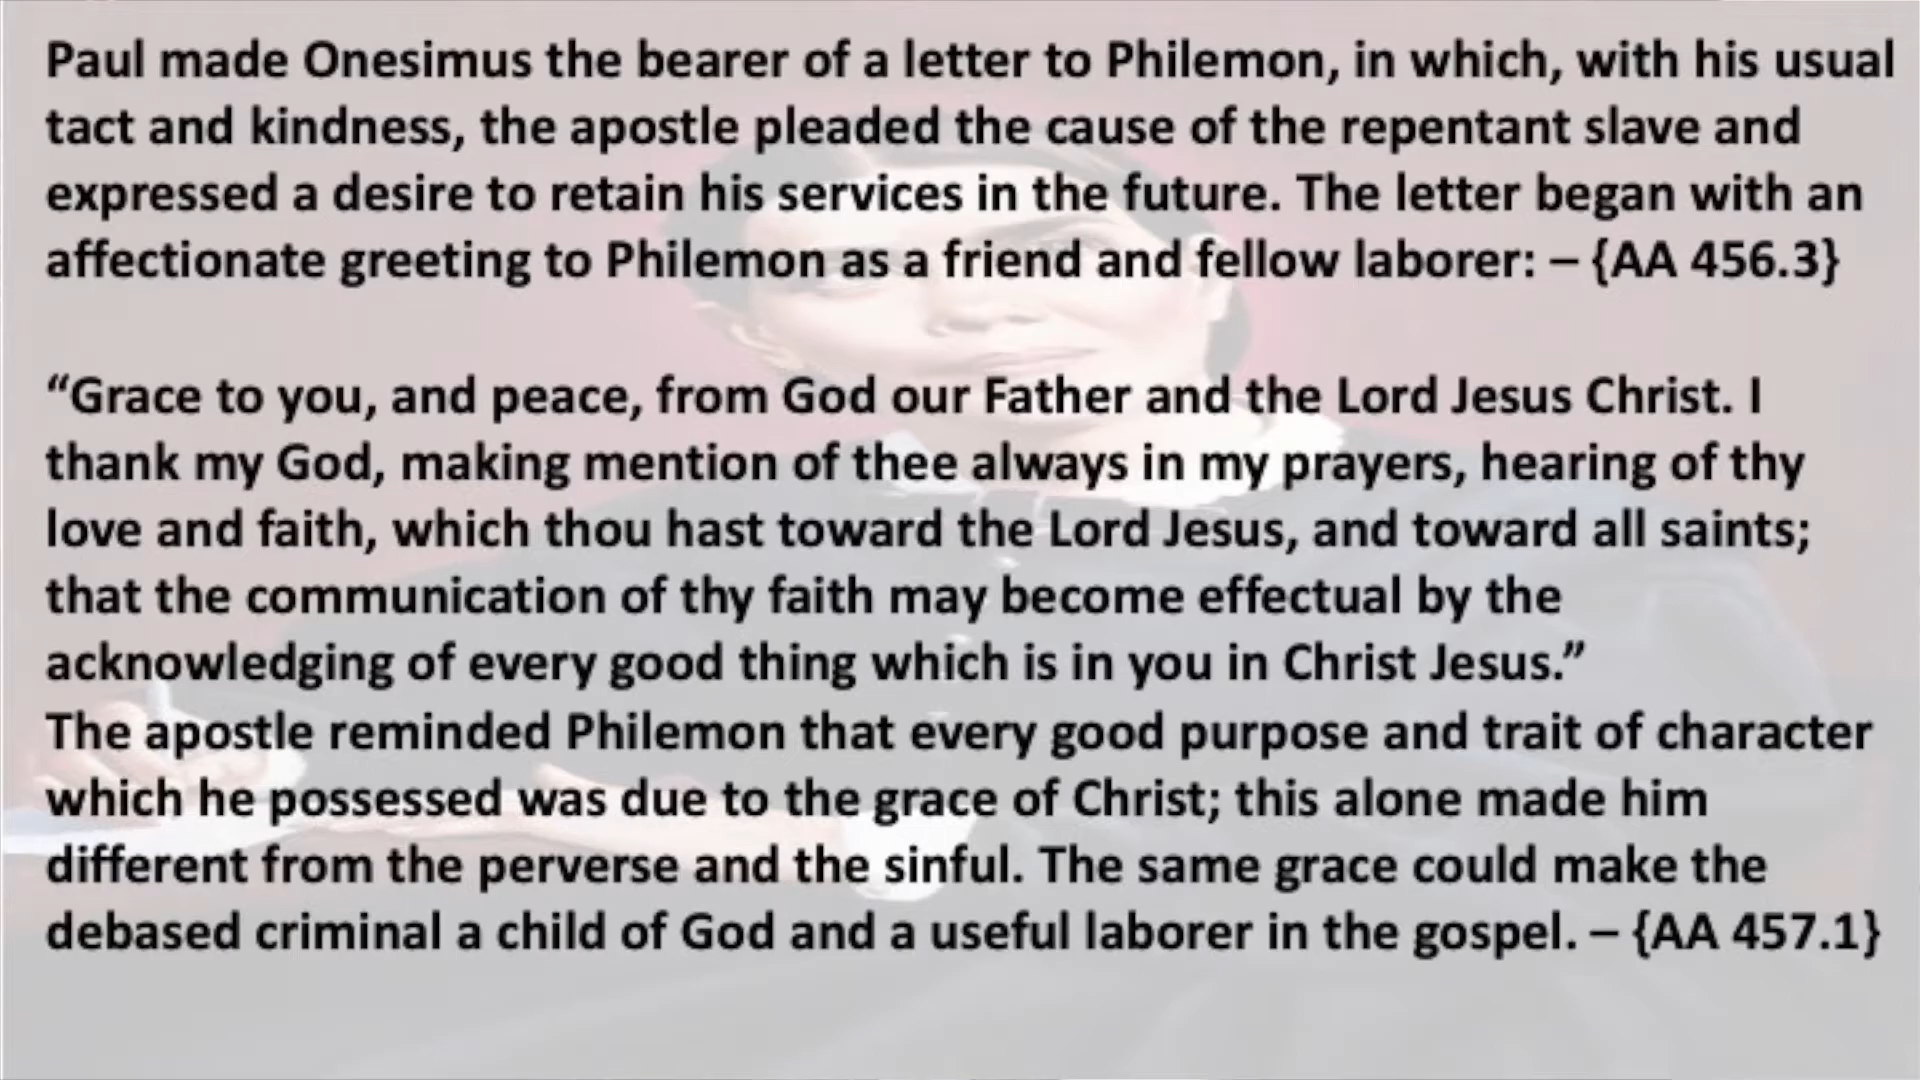 Paul made Onesimus the bearer of a letter to Philemon, in which, with his usual
tact and kindness, the apostle pleaded the cause of the repentant slave and
expressed a desire to retain his services in the future. The letter began with an
affectionate greeting to Philemon as a friend and fellow laborer: – {AA 456.3}
“Grace to you, and peace, from God our Father and the Lord Jesus Christ. I
thank my God, making mention of thee always in my prayers, hearing of thy
love and faith, which thou hast toward the Lord Jesus, and toward all saints;
that the communication of thy faith may become effectual by the
acknowledging of every good thing which is in you in Christ Jesus.”
The apostle reminded Philemon that every good purpose and trait of character
which he possessed was due to the grace of Christ; this alone made him
different from the perverse and the sinful. The same grace could make the
debased criminal a child of God and a useful laborer in the gospel. – {AA 457.1}